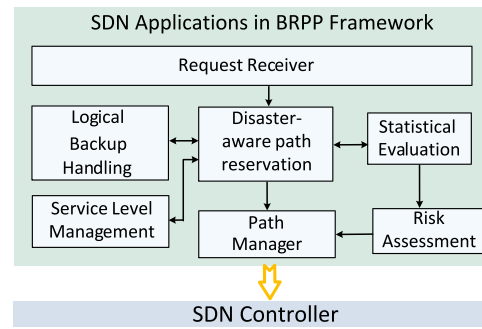 SDN Applications in BRPP Framework
Request Receiver
Logical
Backup
Handling
Disaster-
aware path
reservation
Statistical
Evaluation
Service Level
Management
Path
Manager
Risk
Assessment
SDN Controller